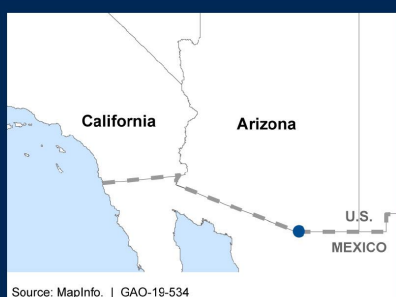 California
Arizona
U.S.
MEXICO
Source: MapInfo. | GAO-19-534